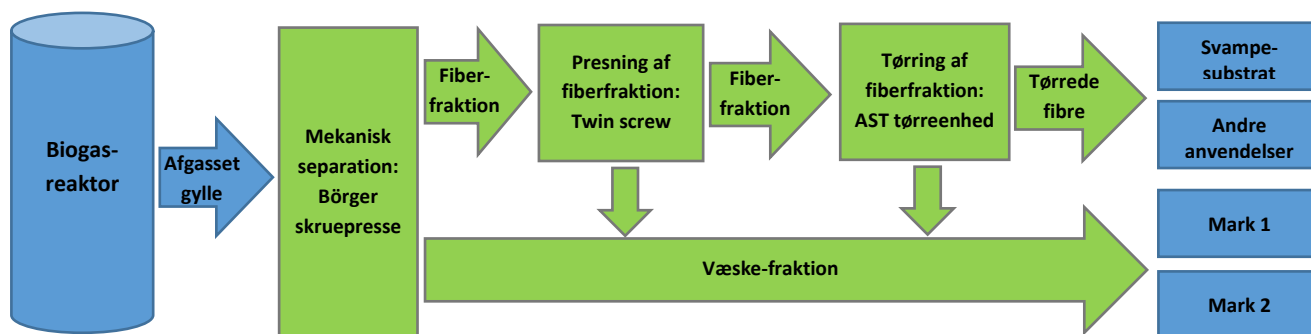 Biogas-
reaktor
Afgasset
gylle
Mekanisk
separation:
Börger
skruepresse
Fiber-
fraktion
Presning af
fiberfraktion:
Twin screw
Fiber-
fraktion
Tørring af
fiberfraktion:
AST tørreenhed
Tørrede
fibre
Svampe-
substrat
Andre
anvendelser
Væske-fraktion
Mark 1
Mark 2